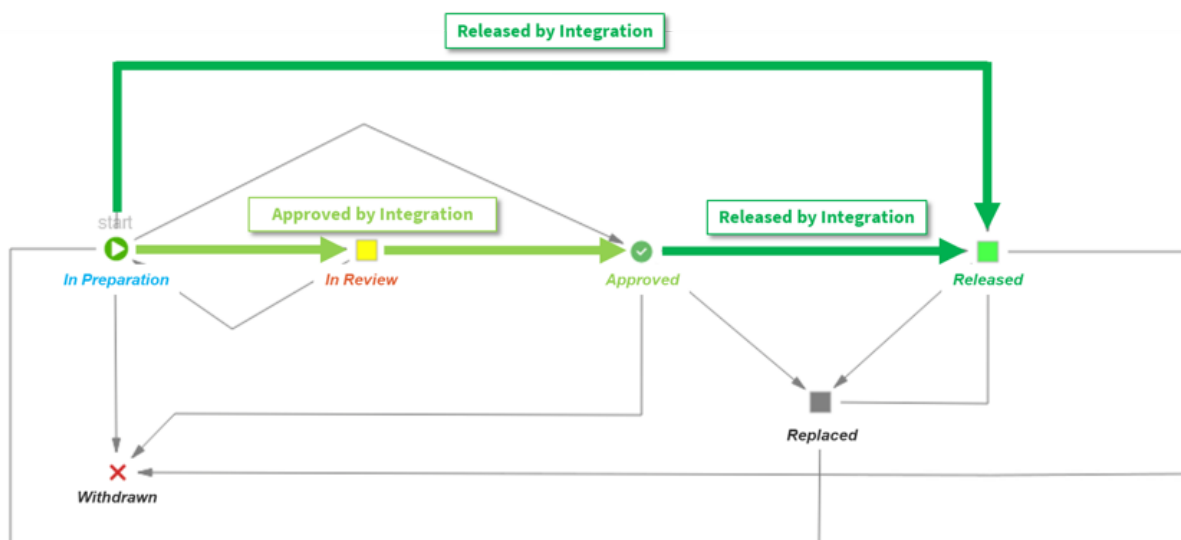 Released by Integration
start
Approved by Integration
Released by Integration
In Preparation
In Review
Approved
Released
Replaced
Withdrawn